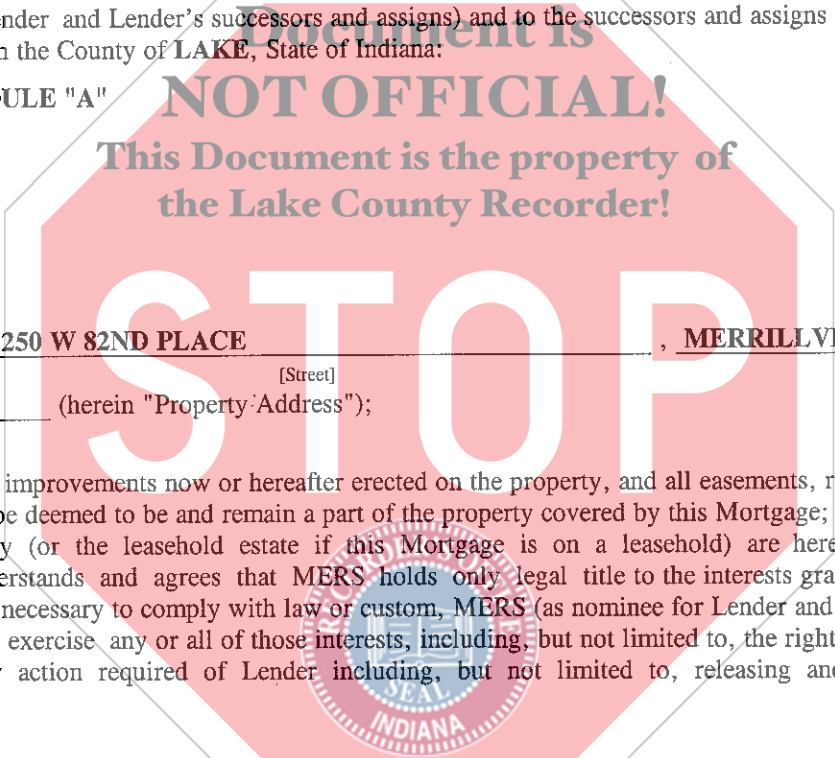 nder and Lender's successors and assigns) and to the successors and assigns
n the County of LAKE, State of Indiana:
Document is
ULE "A"
NOT OFFICIAL!
This Document is the property of
the Lake County Recorder!
STOP
250 W 82ND PLACE , MERRILLV
[Street]
(herein "Property Address");
improvements now or hereafter erected on the property, and all easements, r
be deemed to be and remain a part of the property covered by this Mortgage;
y (or the leasehold estate if this Mortgage is on a leasehold) are here
erstands and agrees that MERS holds only legal title to the interests gra
necessary to comply with law or custom, MERS (as nominee for Lender and
exercise any or all of those interests, including, but not limited to, the right
action required of Lender including, but not limited to, releasing and
SEAL
INDIANA